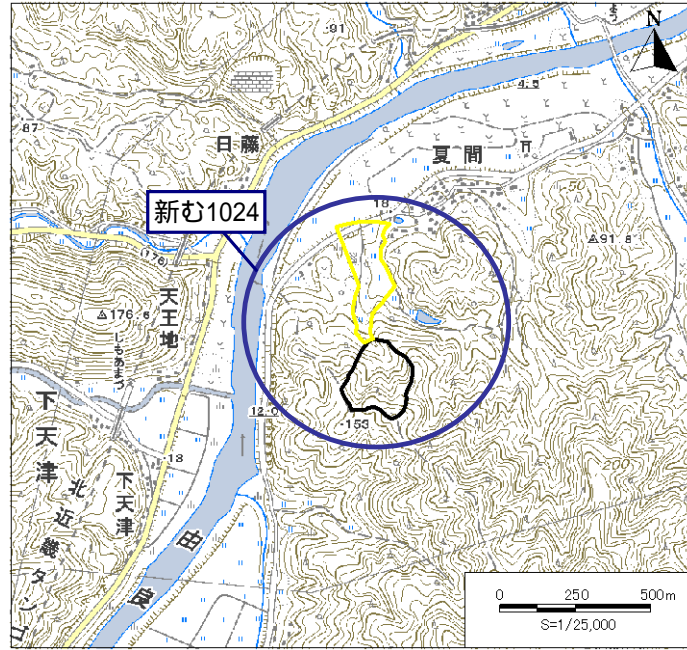 N
91
4.5
87
日藤
夏間
50
新む1024
18
91.8
(176)
天王地
176.6
しもあまづ
12.0
153
下天津
下天津
18
北近畿タンゴ
200
由良
0 250 500m
S=1/25,000